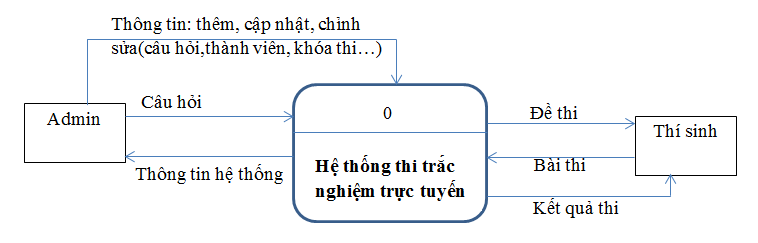 Thông tin: thêm, cập nhật, chỉnh
sửa(câu hỏi,thành viên, khóa thi…)
Câu hỏi
Admin
Thông tin hệ thống
0
Hệ thống thi trắc
nghiệm trực tuyến
Đề thi
Thí sinh
Bài thi
Kết quả thi